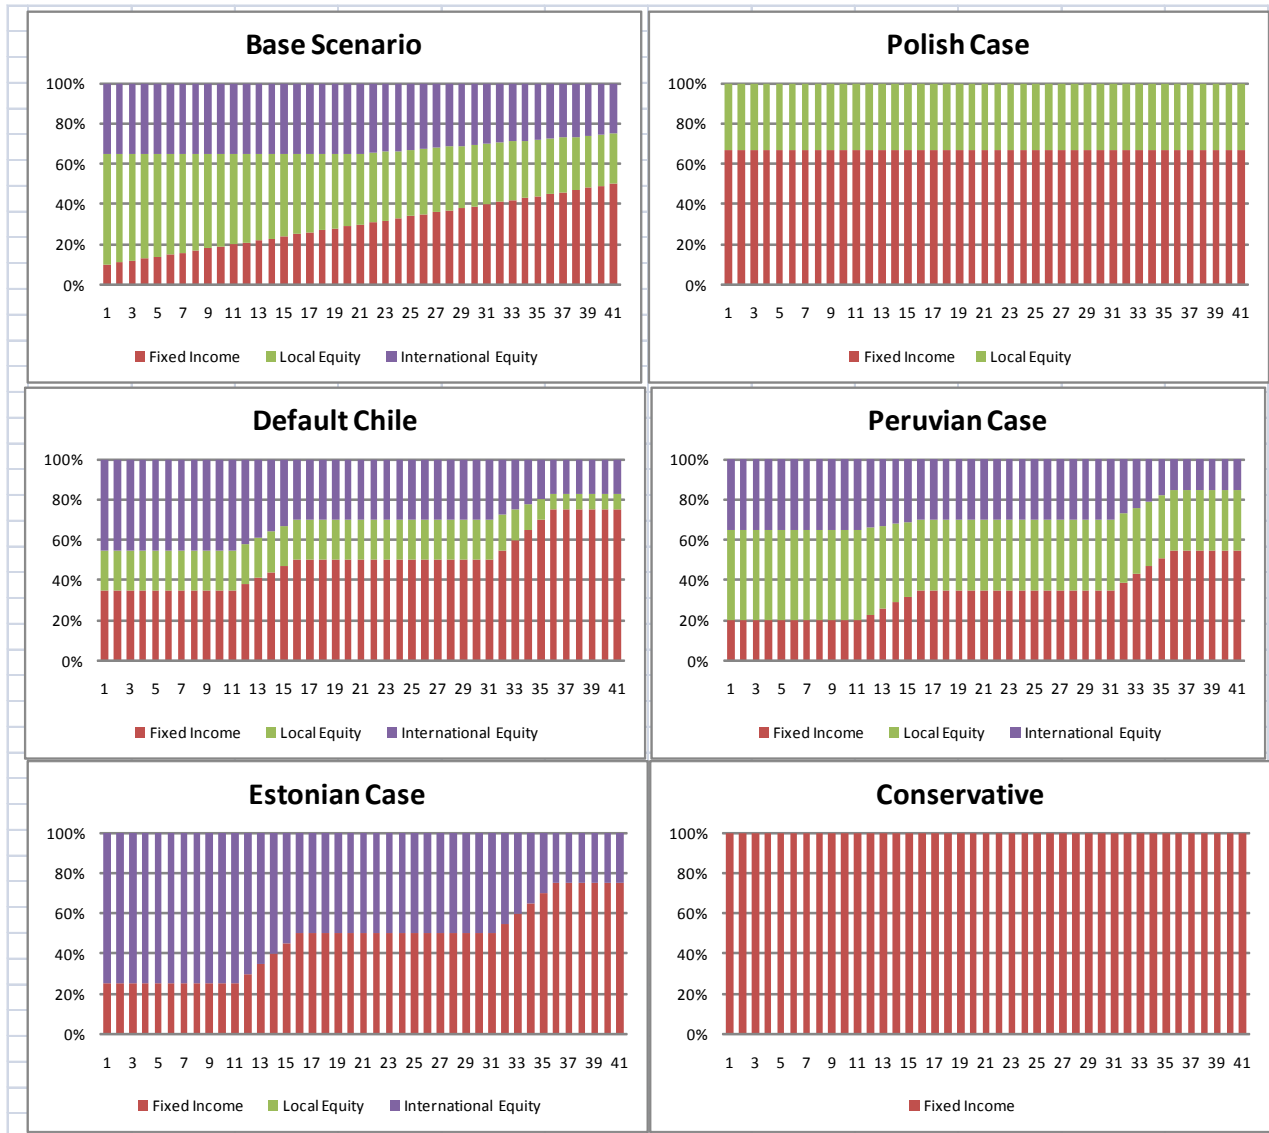 Base Scenario
100%
80%
60%
40%
20%
0%
1 3 5 7 9 11 13 15 17 19 21 23 25 27 29 31 33 35 37 39 41
Fixed Income Local Equity International Equity
Polish Case
100%
80%
60%
40%
20%
0%
1 3 5 7 9 11 13 15 17 19 21 23 25 27 29 31 33 35 37 39 41
Fixed Income Local Equity
Default Chile
100%
80%
60%
40%
20%
0%
1 3 5 7 9 11 13 15 17 19 21 23 25 27 29 31 33 35 37 39 41
Fixed Income Local Equity International Equity
Peruvian Case
100%
80%
60%
40%
20%
0%
1 3 5 7 9 11 13 15 17 19 21 23 25 27 29 31 33 35 37 39 41
Fixed Income Local Equity International Equity
Estonian Case
100%
80%
60%
40%
20%
0%
1 3 5 7 9 11 13 15 17 19 21 23 25 27 29 31 33 35 37 39 41
Fixed Income Local Equity International Equity
Conservative
100%
80%
60%
40%
20%
0%
1 3 5 7 9 11 13 15 17 19 21 23 25 27 29 31 33 35 37 39 41
Fixed Income